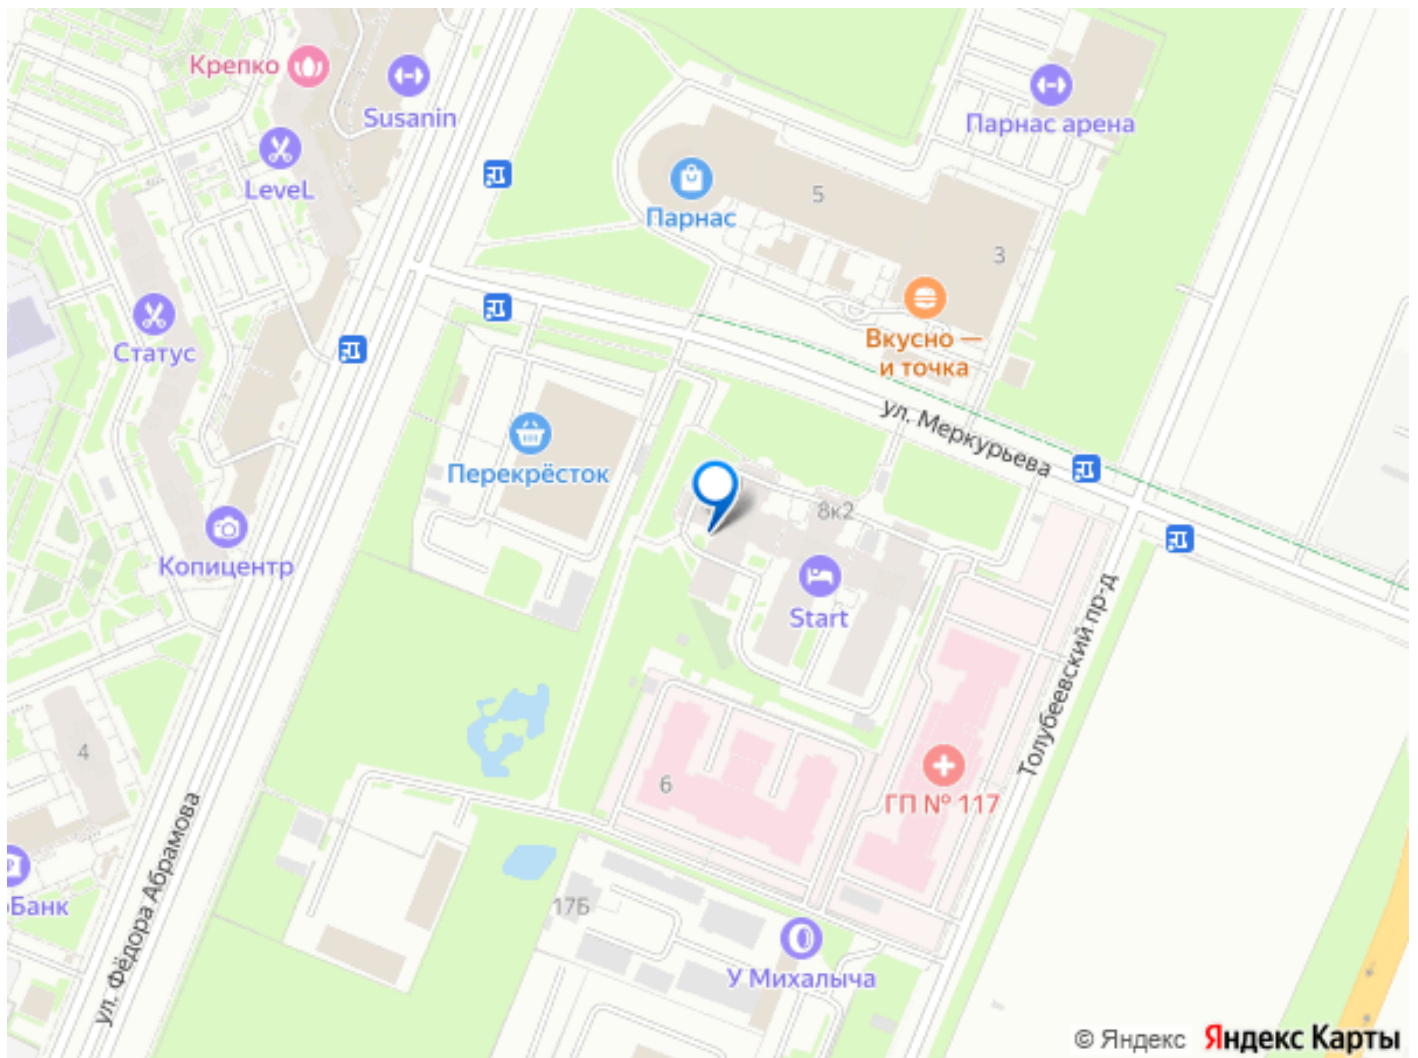 Крепко
Susanin
Парнас арена
LeveL
5
Парнас
3
Статус
Вкусно —
и точка
ул. Меркурьева
Перекрёсток
8к2
Копицентр
Start
Толубеевский пр-д
4
6
ГП № 117
ул. Фёдора Абрамова
Банк
17Б
У Михалыча
© Яндекс Яндекс Карты